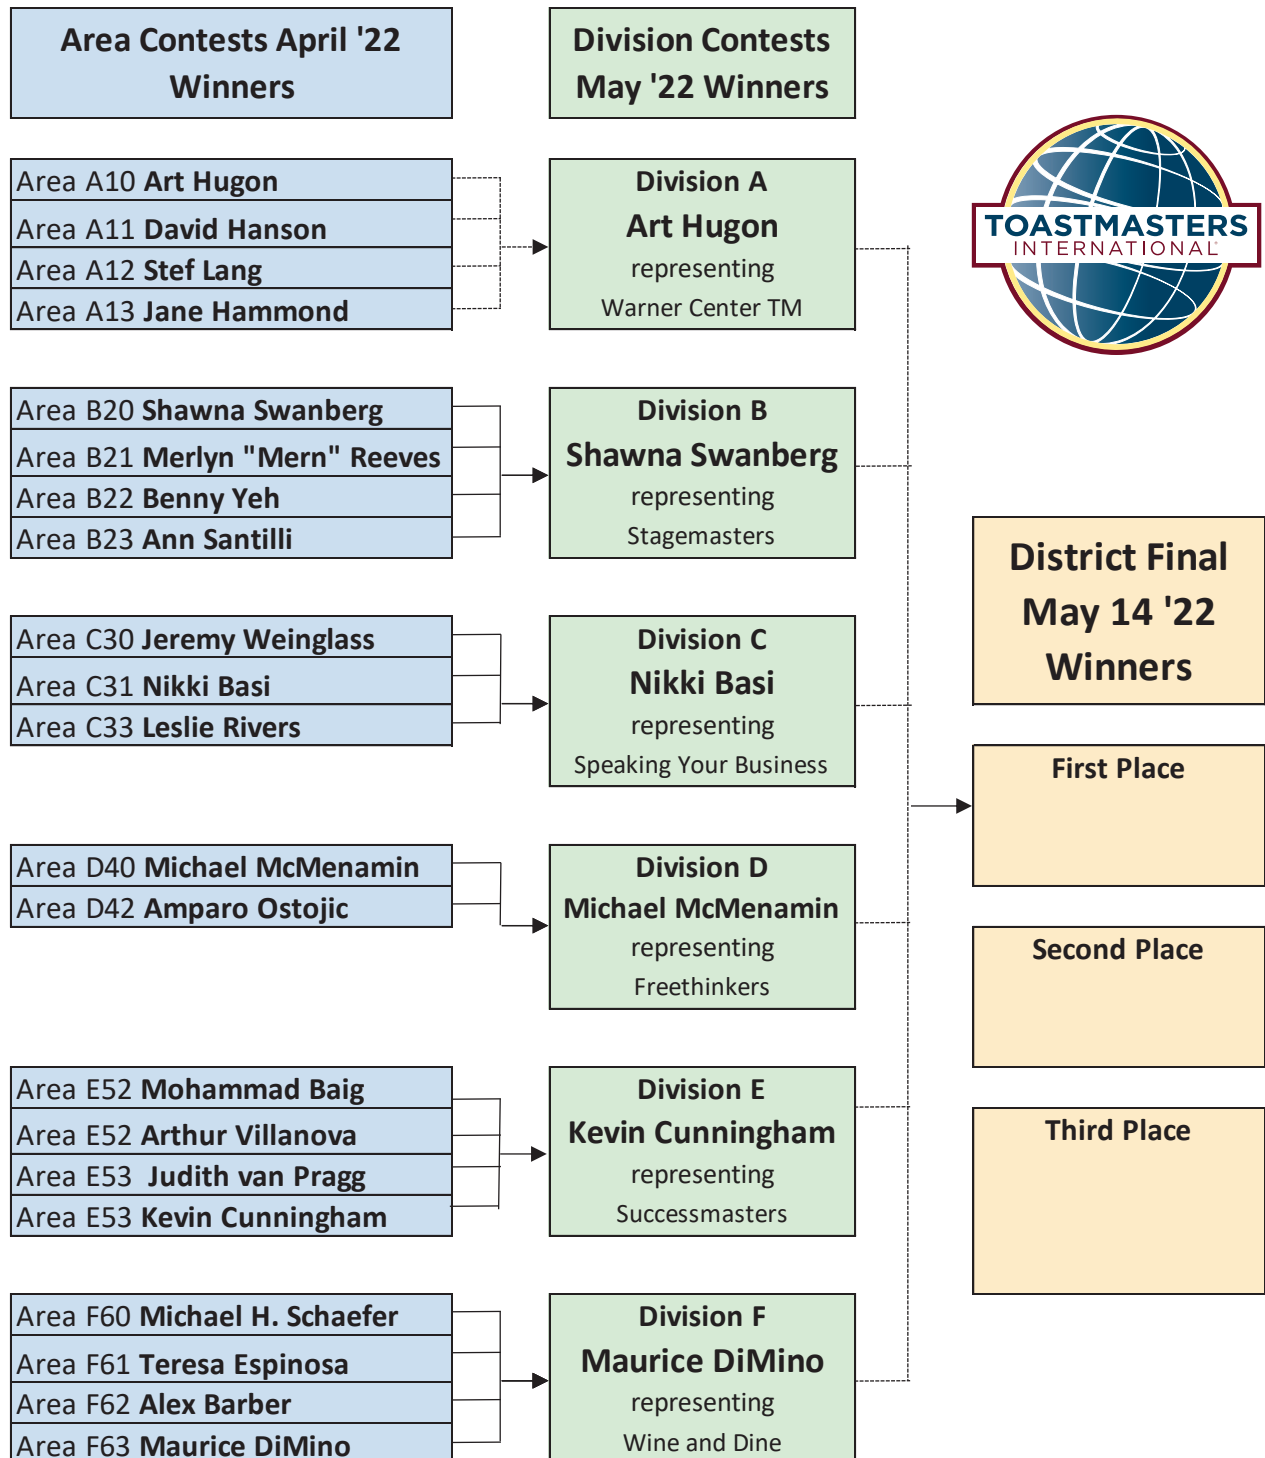 Area Contests April '22
Winners
Division Contests
May '22 Winners
TOASTMASTERS
INTERNATIONAL
Area A10 Art Hugon
Area A11 David Hanson
Area A12 Stef Lang
Area A13 Jane Hammond
Division A
Art Hugon
representing
Warner Center TM
Area B20 Shawna Swanberg
Area B21 Merlyn "Mern" Reeves
Area B22 Benny Yeh
Area B23 Ann Santilli
Division B
Shawna Swanberg
representing
Stagemasters
Area C30 Jeremy Weinglass
Area C31 Nikki Basi
Area C33 Leslie Rivers
Division C
Nikki Basi
representing
Speaking Your Business
Area D40 Michael McMenamin
Area D42 Amparo Ostojic
Division D
Michael McMenamin
representing
Freethinkers
Area E52 Mohammad Baig
Area E52 Arthur Villanova
Area E53 Judith van Pragg
Area E53 Kevin Cunningham
Division E
Kevin Cunningham
representing
Successmasters
Area F60 Michael H. Schaefer
Area F61 Teresa Espinosa
Area F62 Alex Barber
Area F63 Maurice DiMino
Division F
Maurice DiMino
representing
Wine and Dine
District Final
May 14 '22
Winners
First Place
Second Place
Third Place